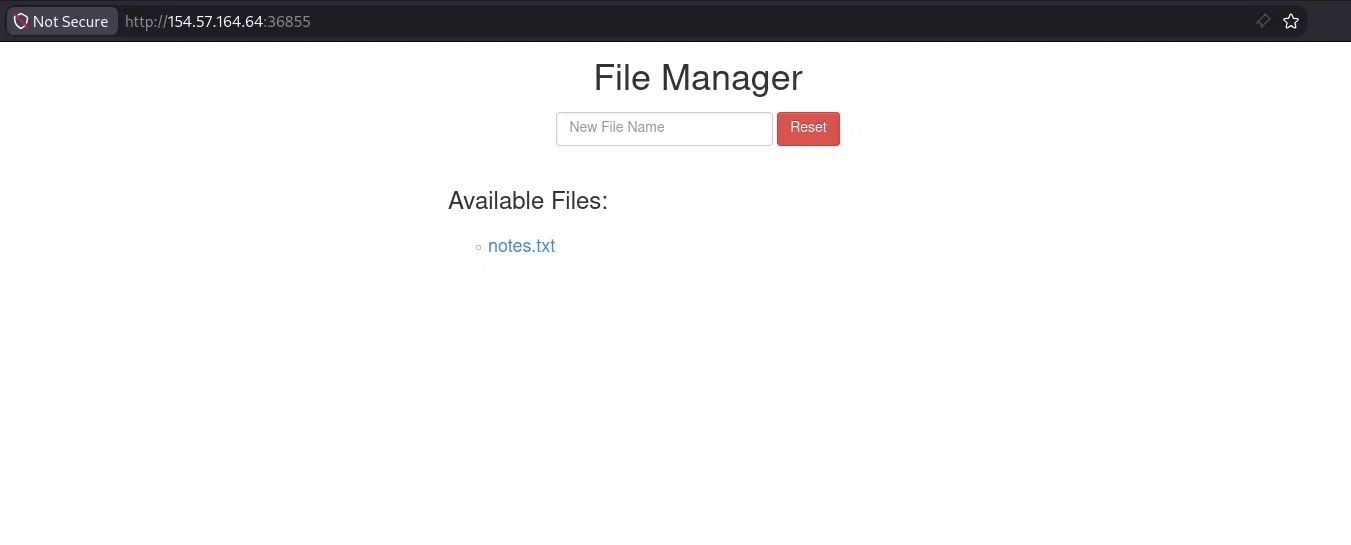 Not Secure http://154.57.164.64:36855
File Manager
New File Name Reset
Available Files:
notes.txt